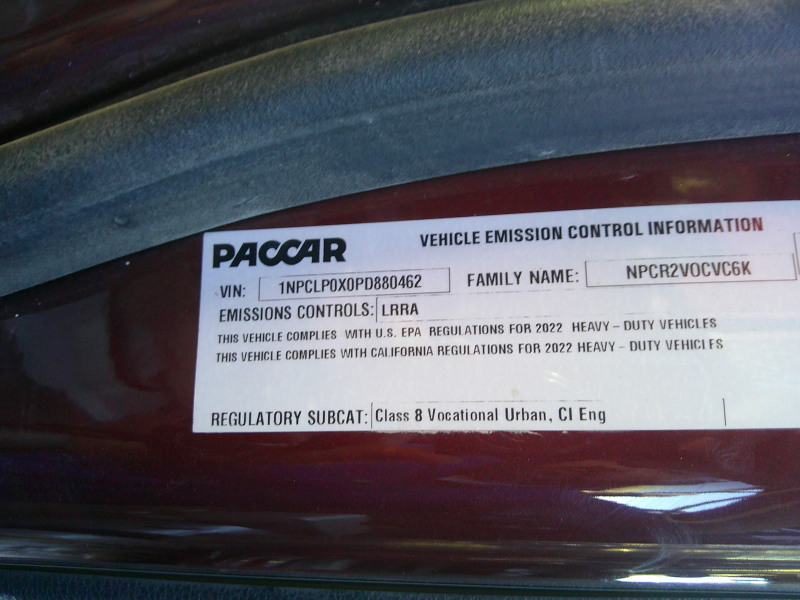 PACCAR VEHICLE EMISSION CONTROL INFORMATION
VIN: 1NPCLP0X0PD880462 FAMILY NAME: NPCR2VOCVC6K
EMISSIONS CONTROLS: LRRA
THIS VEHICLE COMPLIES WITH U.S. EPA REGULATIONS FOR 2022 HEAVY - DUTY VEHICLES
THIS VEHICLE COMPLIES WITH CALIFORNIA REGULATIONS FOR 2022 HEAVY - DUTY VEHICLES
REGULATORY SUBCAT: Class 8 Vocational Urban, CI Eng